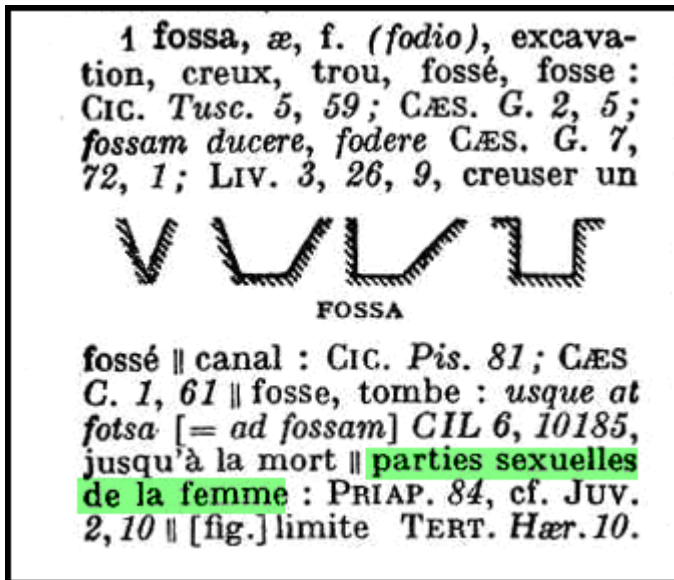 1 fossa, æ, f. (fodio), excava-
tion, creux, trou, fossé, fosse :
CIC. Tusc. 5, 59 ; CÆS. G. 2, 5 ;
fossam ducere, fodere CÆS. G. 7,
72, 1 ; LIV. 3, 26, 9, creuser un
FOSSA
fossé || canal : CIC. Pis. 81 ; CÆS
C. 1, 61 || fosse, tombe : usque at
fotsa [= ad fossam] CIL 6, 10185,
jusqu'à la mort || parties sexuelles
de la femme : PRIAP. 84, cf. JUV.
2, 10 || [fig.] limite TERT. Hær. 10.